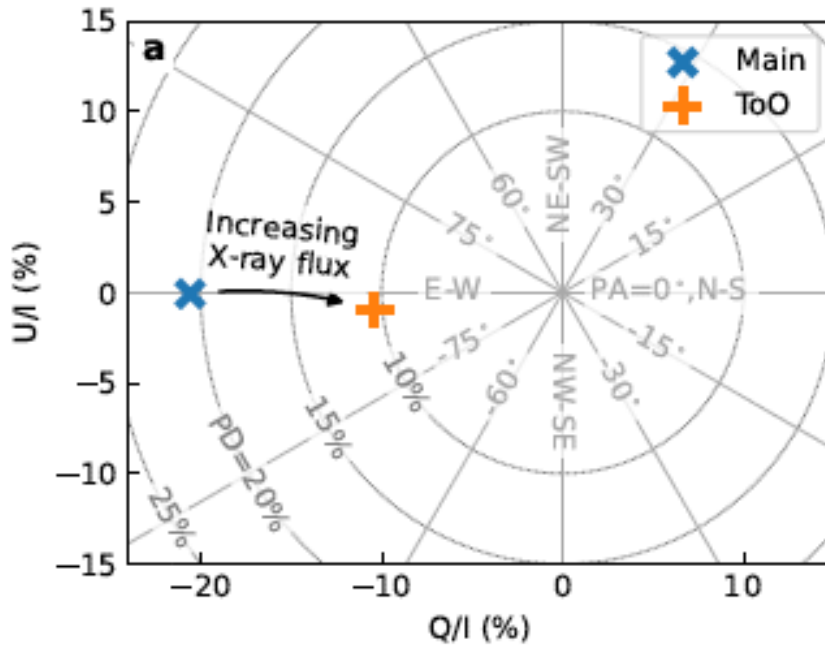 15
10
5
0
−5
−10
−15
U/I (%)
a
Main
ToO
NE-SW
60°
30°
75°
15°
Increasing
X-ray flux
E-W
PA=0°,N-S
-75°
-15°
-60°
-30°
NW-SE
10%
15%
PD=20%
25%
−20
−10
0
10
Q/I (%)